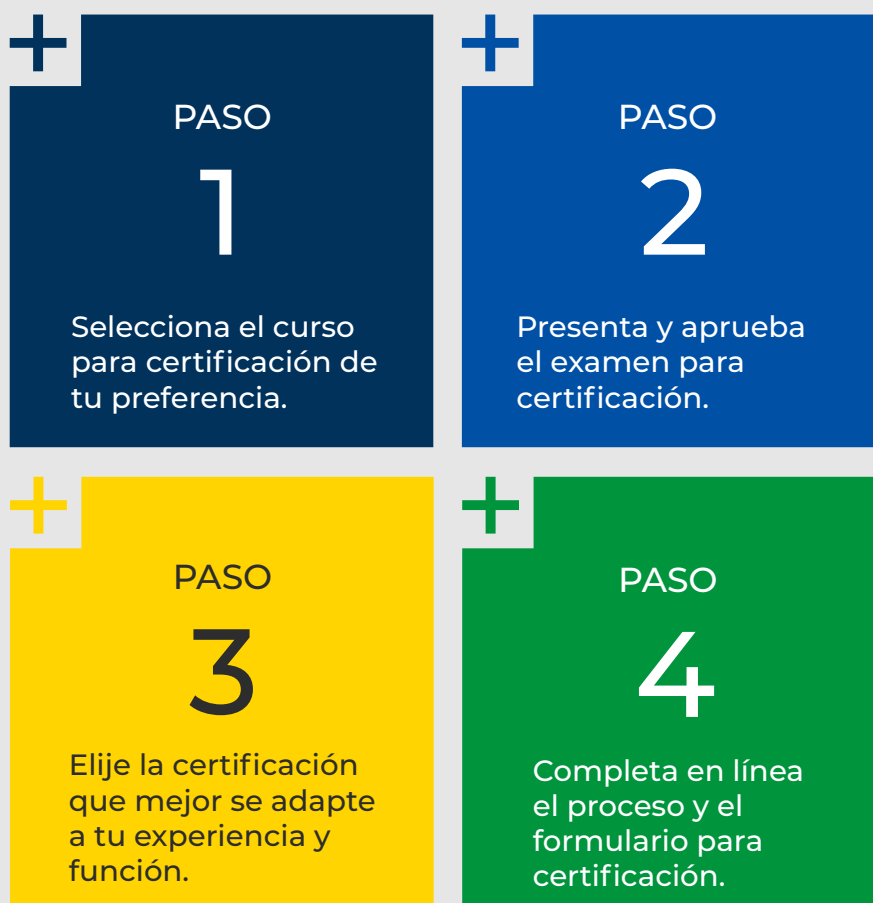 PASO
1
Selecciona el curso
para certificación de
tu preferencia.
PASO
2
Presenta y aprueba
el examen para
certificación.
PASO
3
Elije la certificación
que mejor se adapte
a tu experiencia y
función.
PASO
4
Completa en línea
el proceso y el
formulario para
certificación.